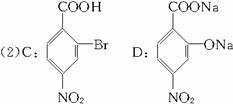 COOH COONa
(2)C: Br D: ONa
NO₂ NO₂